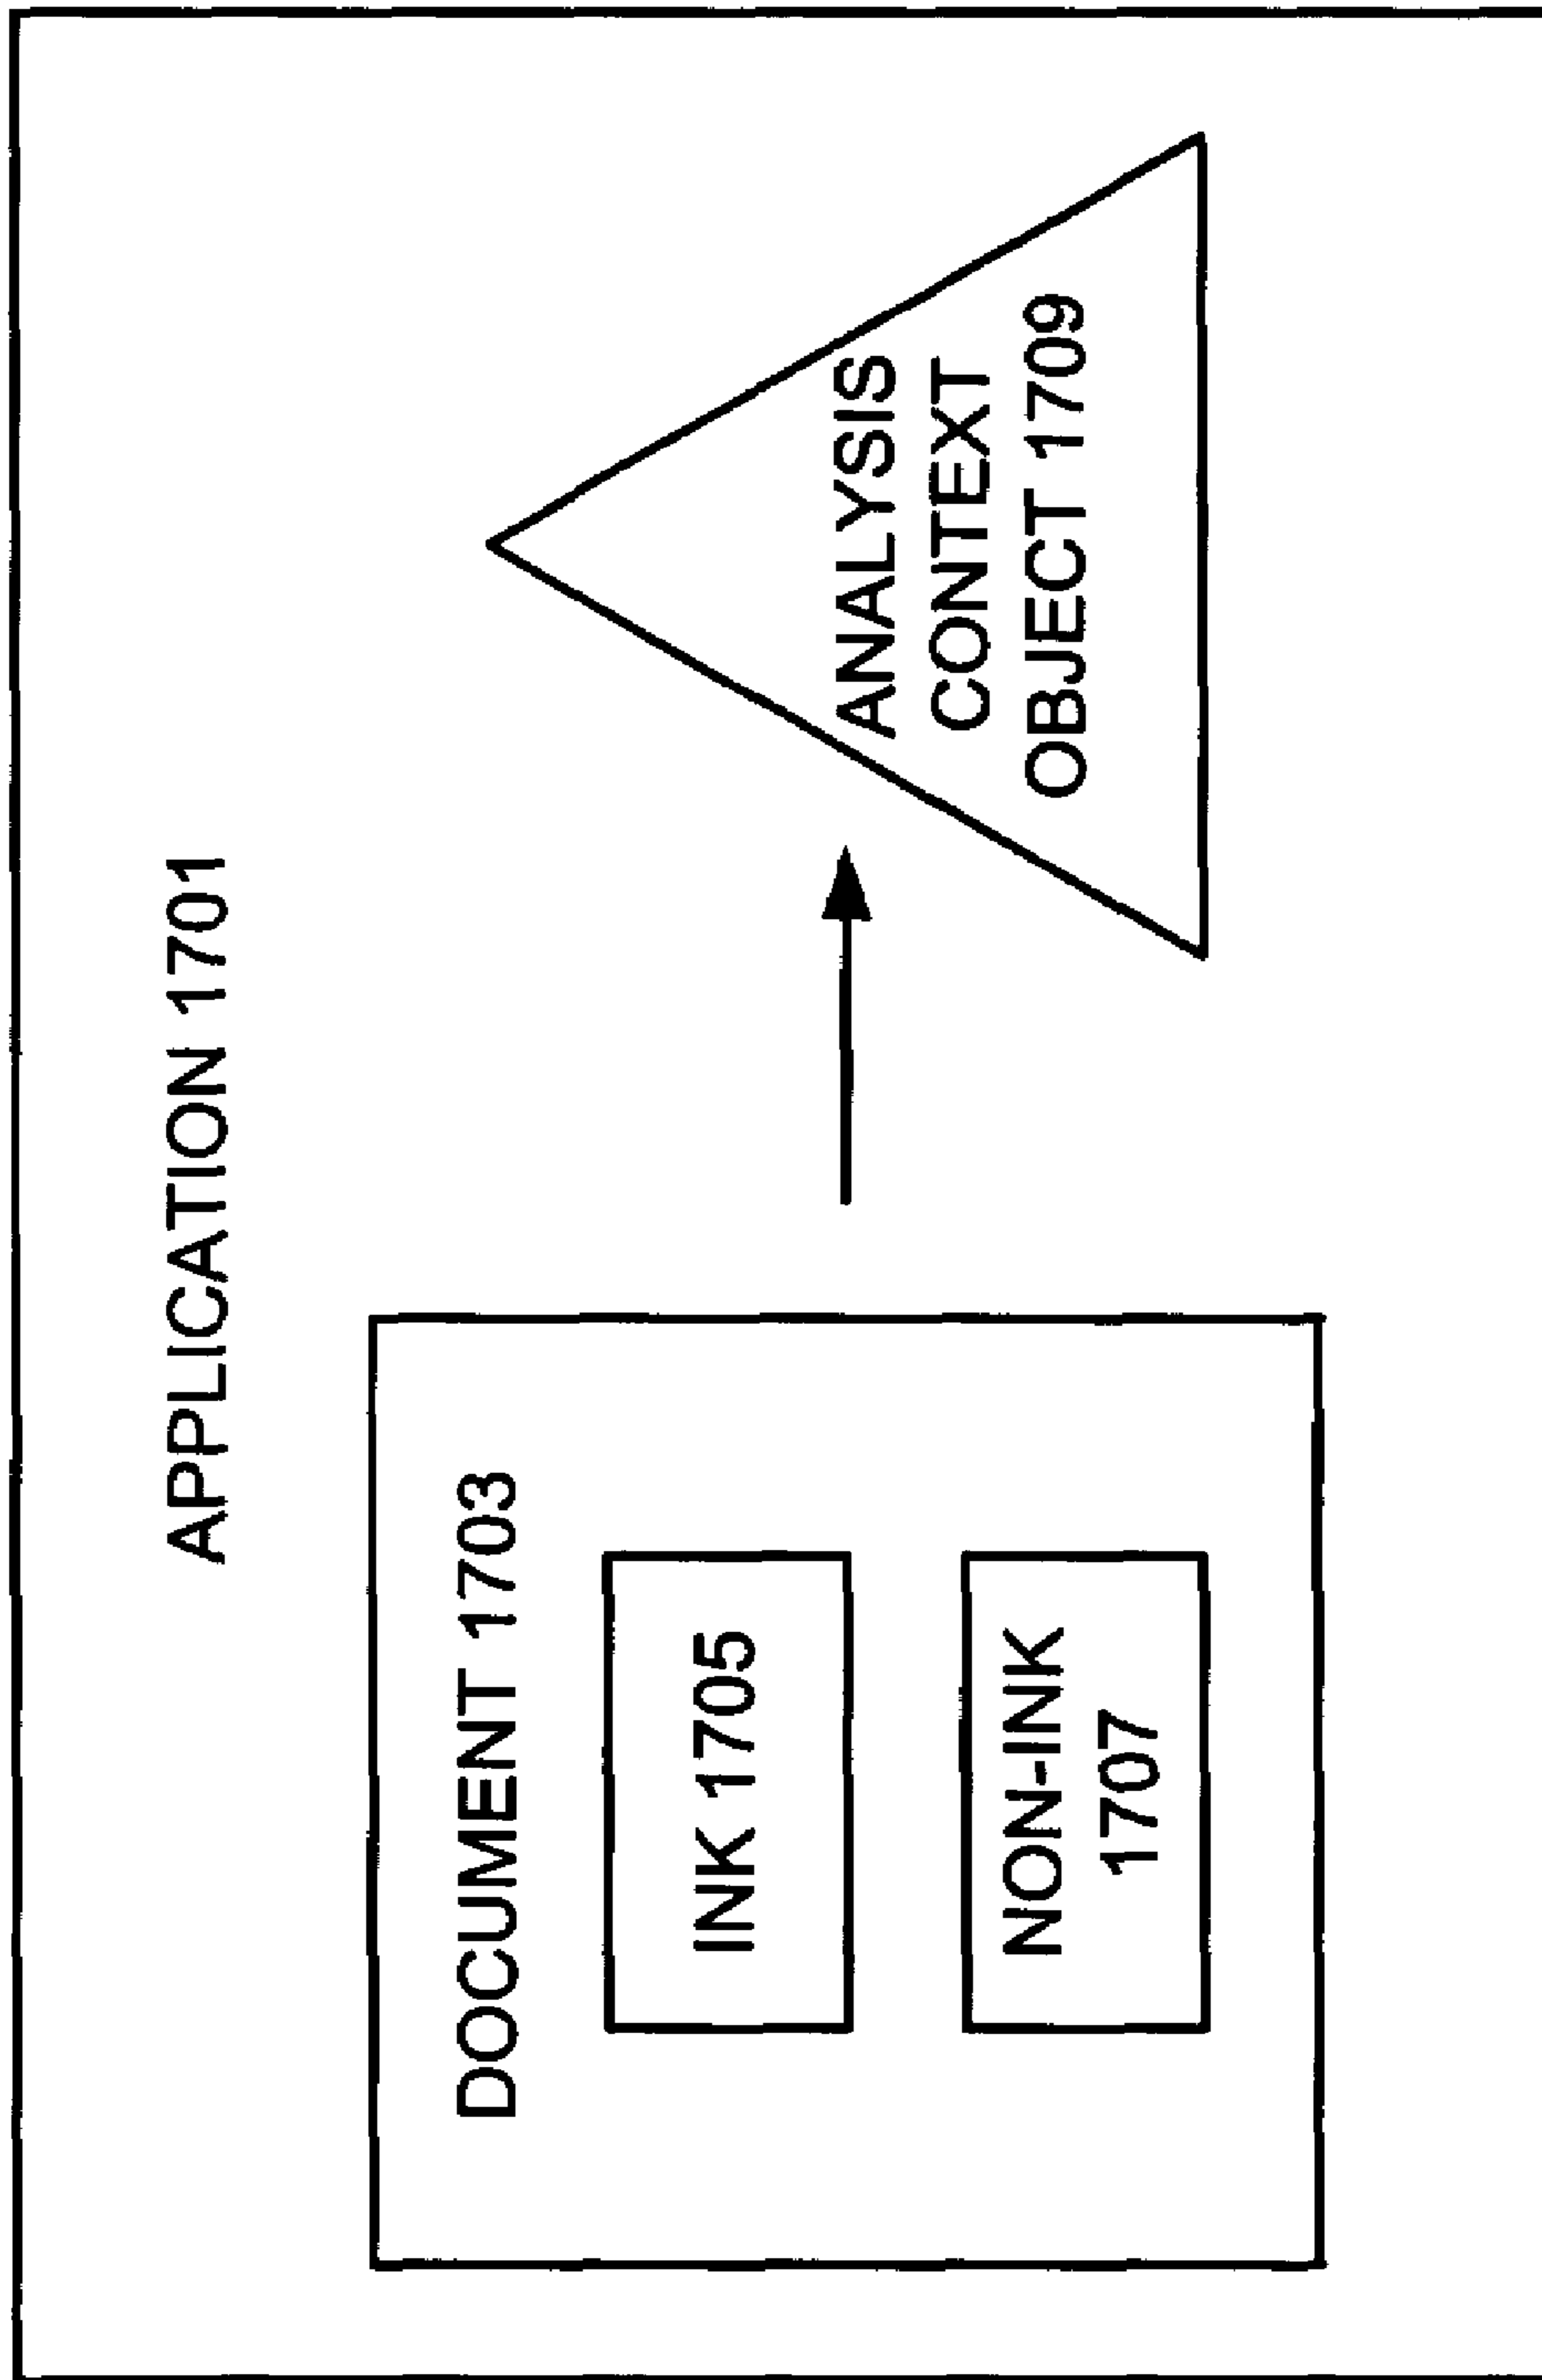 APPLICATION 1701
DOCUMENT 1703
INK 1705
NON-INK
1707
ANALYSIS
CONTEXT
OBJECT 1709